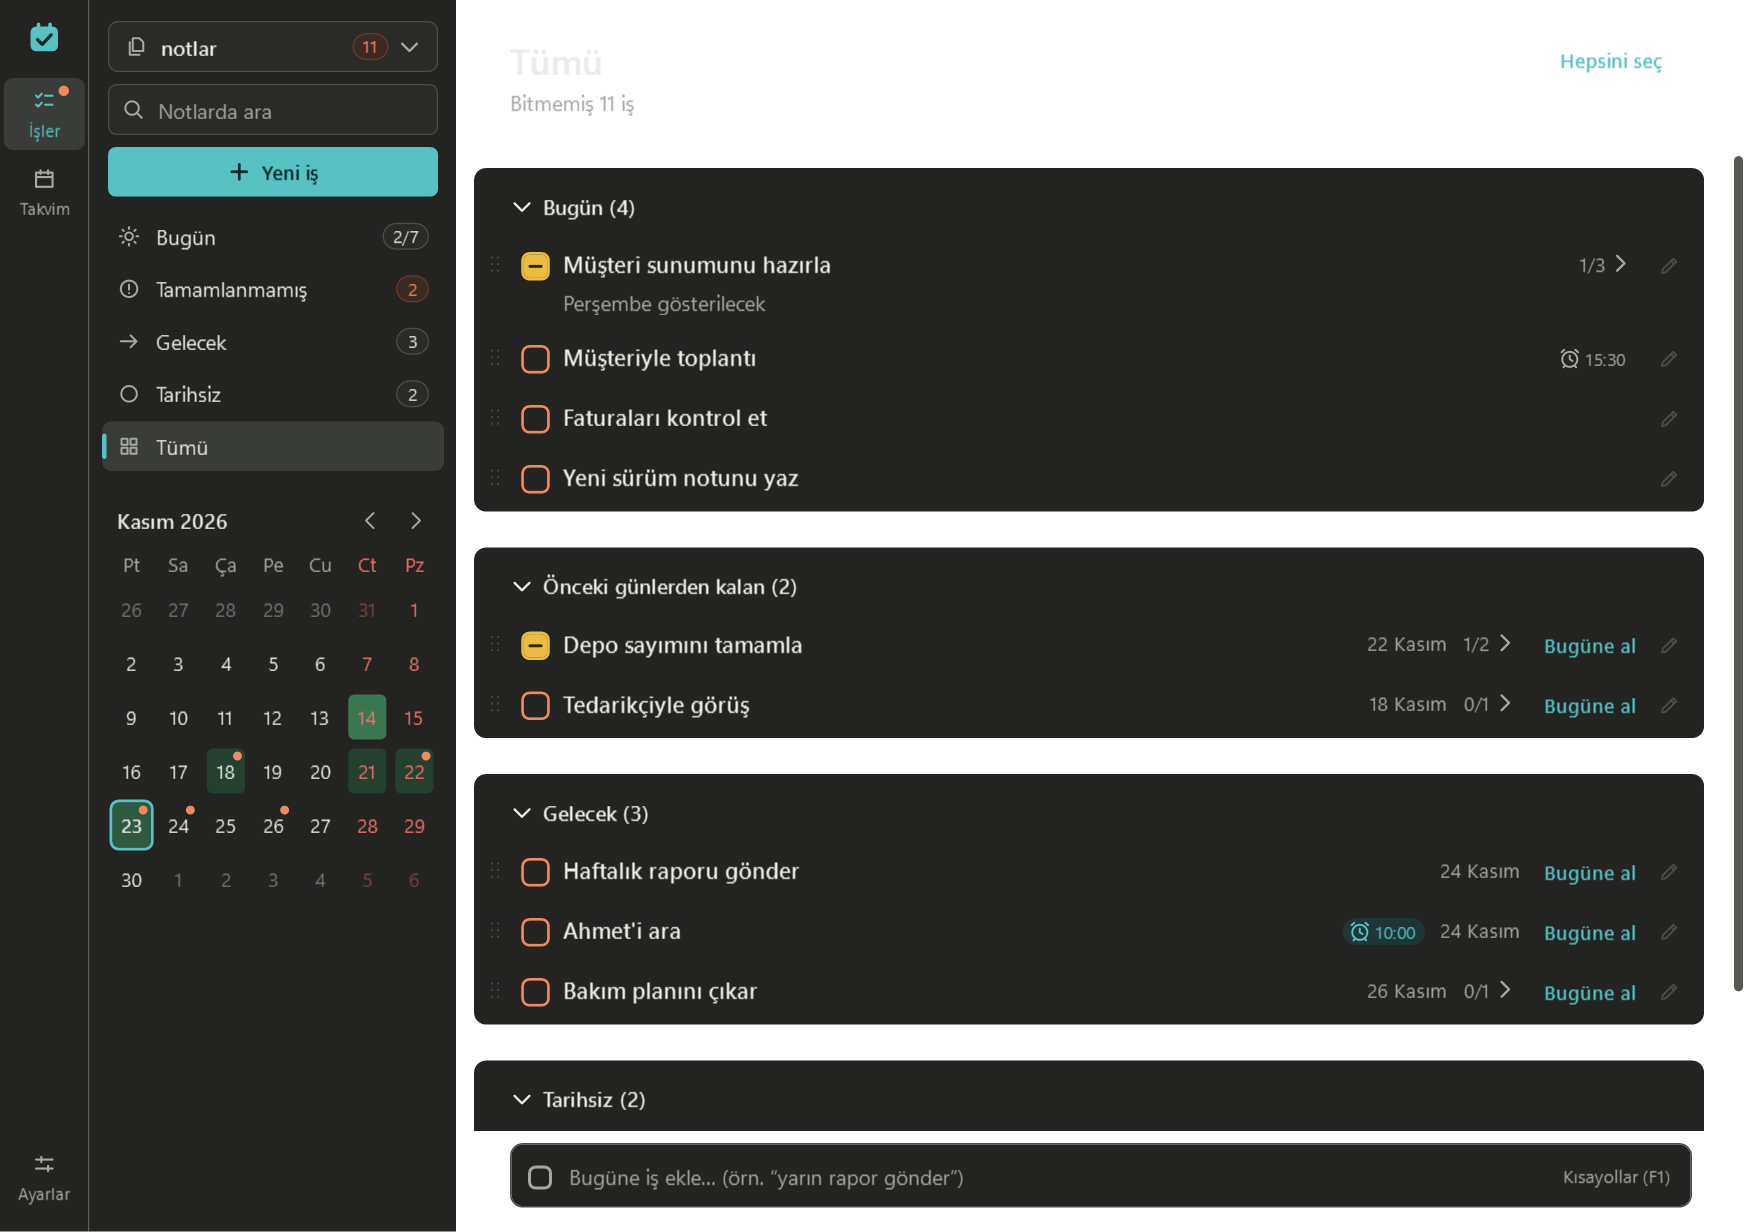 İşler
Takvim
Ayarlar
notlar 11
Notlarda ara
+ Yeni iş
Bugün 2/7
Tamamlanmamış 2
Gelecek 3
Tarihsiz 2
Tümü
Kasım 2026
Pt Sa Ça Pe Cu Ct Pz
26 27 28 29 30 31 1
2 3 4 5 6 7 8
9 10 11 12 13 14 15
16 17 18 19 20 21 22
23 24 25 26 27 28 29
30 1 2 3 4 5 6
Tümü
Hepsini seç
Bitmemiş 11 iş
Bugün (4)
Müşteri sunumunu hazırla 1/3
Perşembe gösterilecek
Müşteriyle toplantı 15:30
Faturaları kontrol et
Yeni sürüm notunu yaz
Önceki günlerden kalan (2)
Depo sayımını tamamla 22 Kasım 1/2 Bugüne al
Tedarikçiyle görüş 18 Kasım 0/1 Bugüne al
Gelecek (3)
Haftalık raporu gönder 24 Kasım Bugüne al
Ahmet'i ara 10:00 24 Kasım Bugüne al
Bakım planını çıkar 26 Kasım 0/1 Bugüne al
Tarihsiz (2)
Bugüne iş ekle... (örn. “yarın rapor gönder”) Kısayollar (F1)